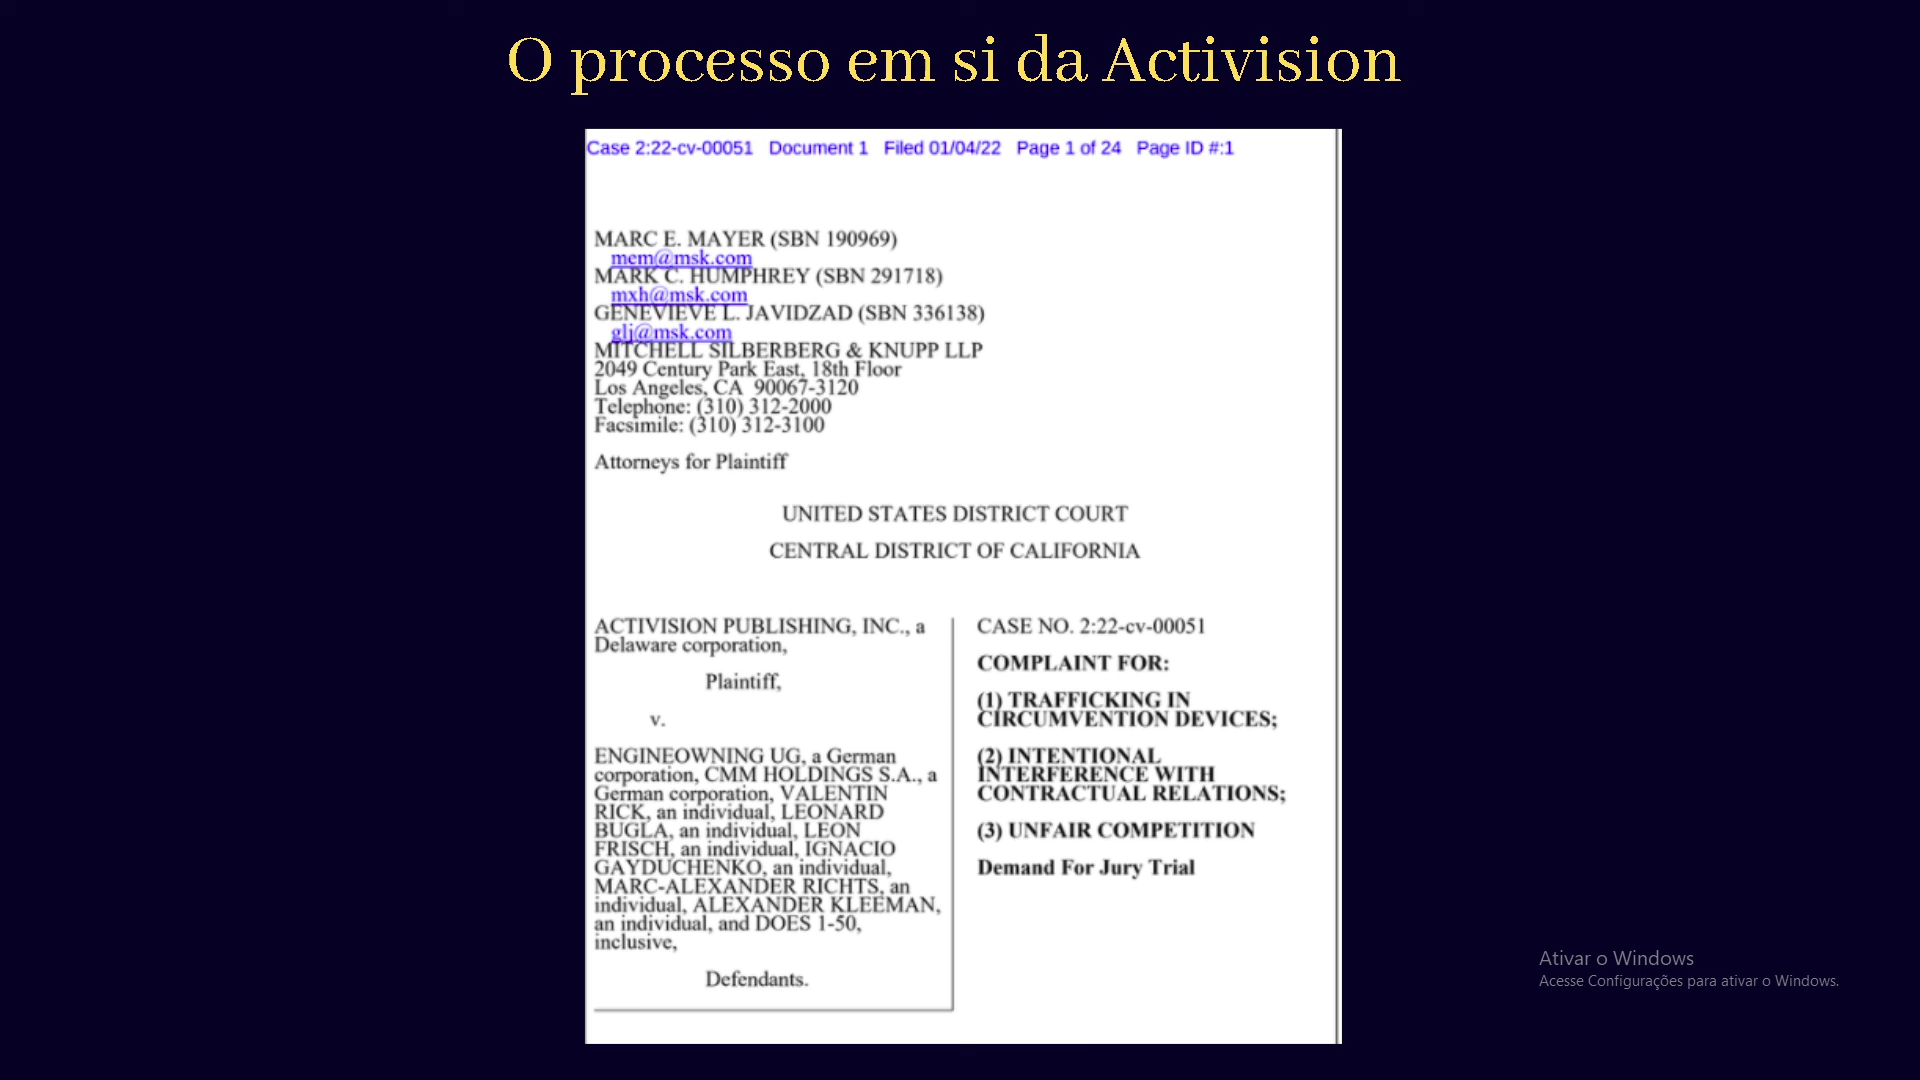 O processo em si da Activision
Case 2:22-cv-00051 Document 1 Filed 01/04/22 Page 1 of 24 Page ID #:1
MARC E. MAYER (SBN 190969)
mem@msk.com
MARK C. HUMPHREY (SBN 291718)
mxh@msk.com
GENEVIEVE L. JAVIDZAD (SBN 336138)
glj@msk.com
MITCHELL SILBERBERG & KNUPP LLP
2049 Century Park East, 18th Floor
Los Angeles, CA 90067-3120
Telephone: (310) 312-2000
Facsimile: (310) 312-3100
Attorneys for Plaintiff
UNITED STATES DISTRICT COURT
CENTRAL DISTRICT OF CALIFORNIA
ACTIVISION PUBLISHING, INC., a
Delaware corporation,
Plaintiff,
v.
ENGINEOWNING UG, a German
corporation, CMM HOLDINGS S.A., a
German corporation, VALENTIN
RICK, an individual, LEONARD
BUGLA, an individual, LEON
FRISCH, an individual, IGNACIO
GAYDUCHENKO, an individual,
MARC-ALEXANDER RICHTS, an
individual, ALEXANDER KLEEMAN,
an individual, and DOES 1-50,
inclusive,
Defendants.
CASE NO. 2:22-cv-00051
COMPLAINT FOR:
(1) TRAFFICKING IN
CIRCUMVENTION DEVICES;
(2) INTENTIONAL
INTERFERENCE WITH
CONTRACTUAL RELATIONS;
(3) UNFAIR COMPETITION
Demand For Jury Trial
Ativar o Windows
Acesse Configurações para ativar o Windows.